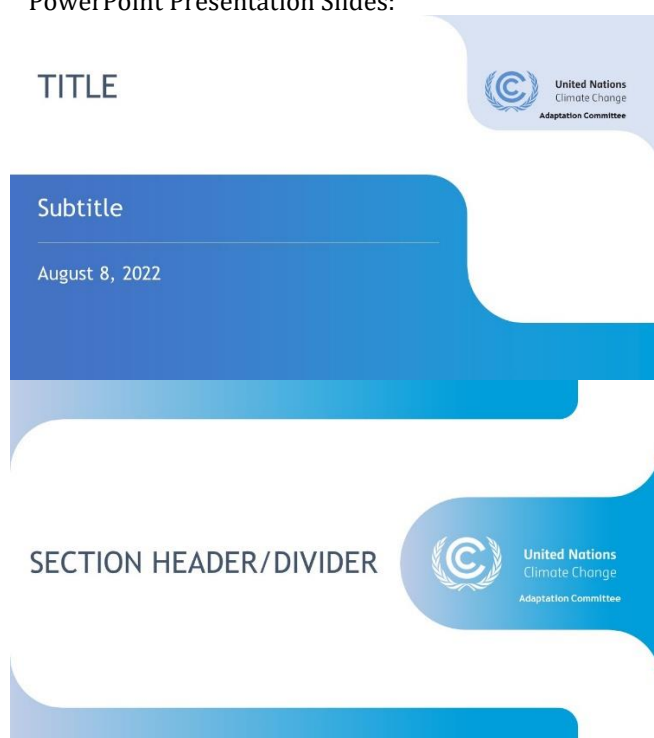 PowerPoint Presentation Slides:
TITLE
United Nations
Climate Change
Adaptation Committee
Subtitle
August 8, 2022
SECTION HEADER/DIVIDER
United Nations
Climate Change
Adaptation Committee